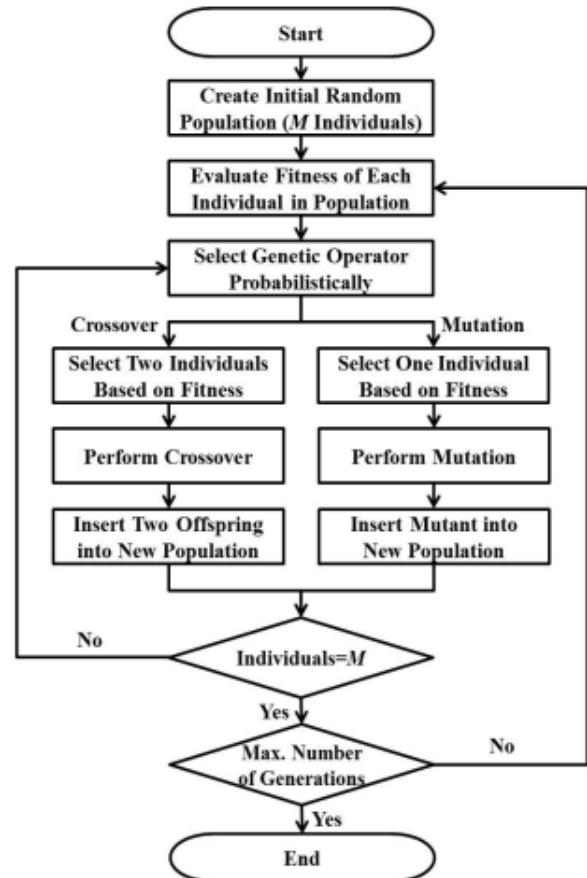 Start
Create Initial Random
Population (M Individuals)
Evaluate Fitness of Each
Individual in Population
Select Genetic Operator
Probabilistically
Crossover
Mutation
Select Two Individuals
Based on Fitness
Select One Individual
Based on Fitness
Perform Crossover
Perform Mutation
Insert Two Offspring
into New Population
Insert Mutant into
New Population
No
Individuals=M
Yes
Max. Number
of Generations
No
Yes
End